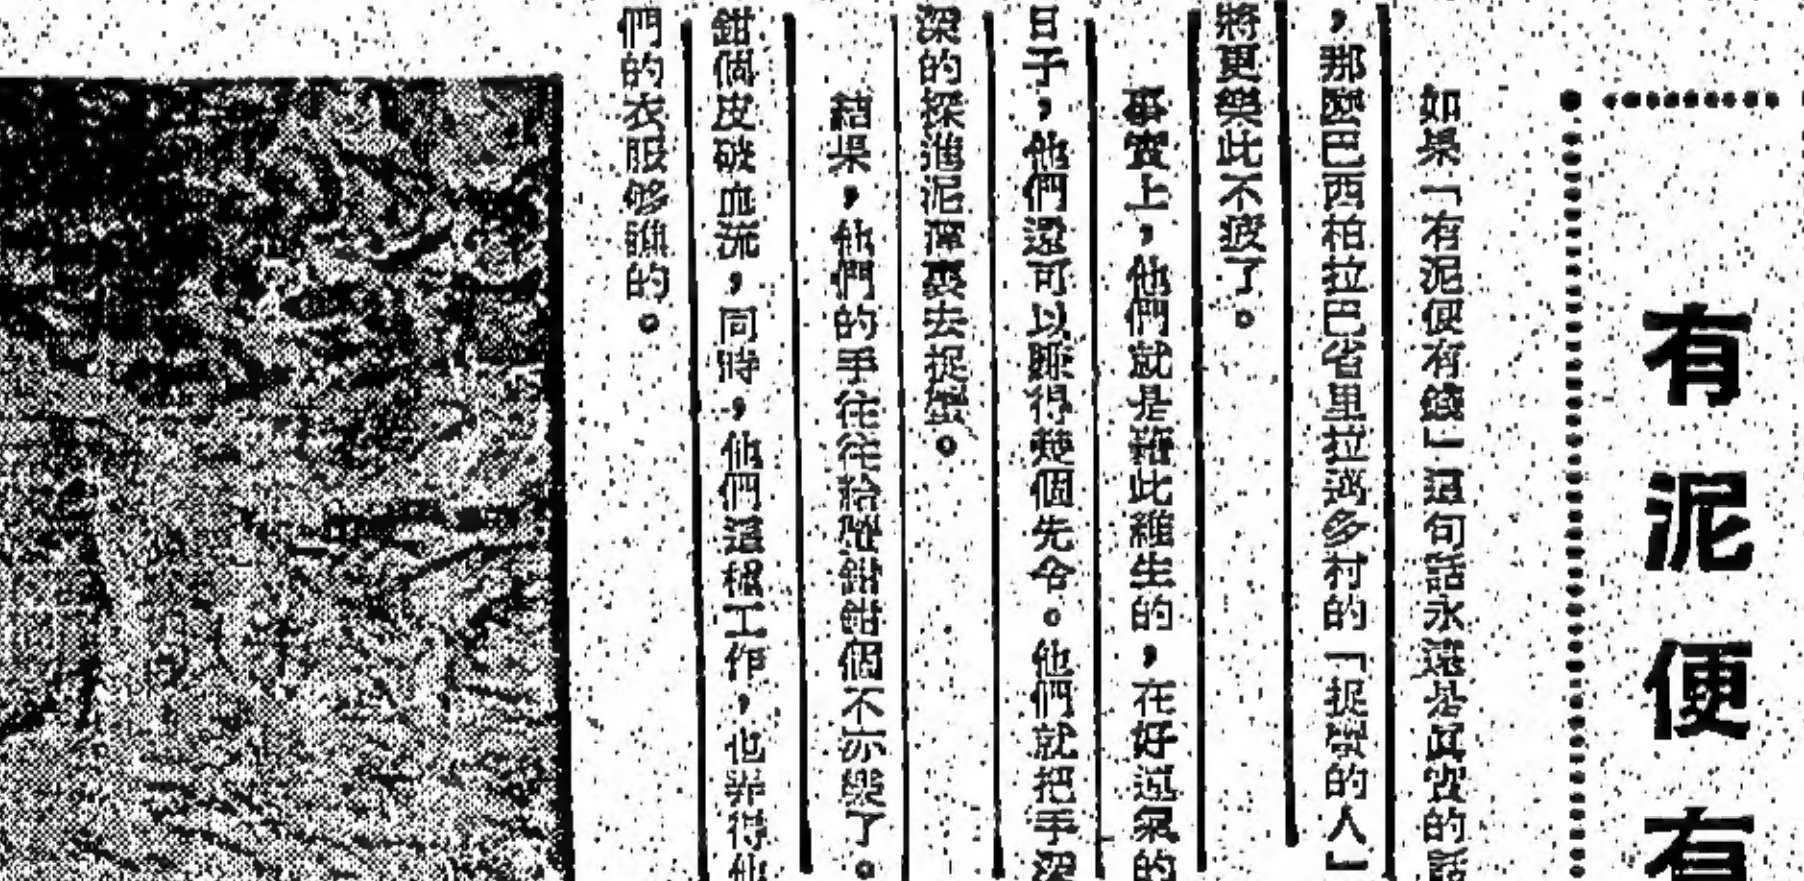 有泥便有
如果「有泥便有錢」這句話永遠是真實的話
，那麼巴西柏拉巴省里拉邁多村的「捉蟹的人」
將更樂此不疲了。
事實上，他們就是藉此維生的，在好運氣的
日子，他們還可以賺得幾個先令。他們就把手深
深的探進泥潭裏去捉蟹。
結果，他們的手往往給蟹鉗鉗個不亦樂了。
鉗個皮破血流，同時，他們這種工作，也弄得他
們的衣服够髒的。